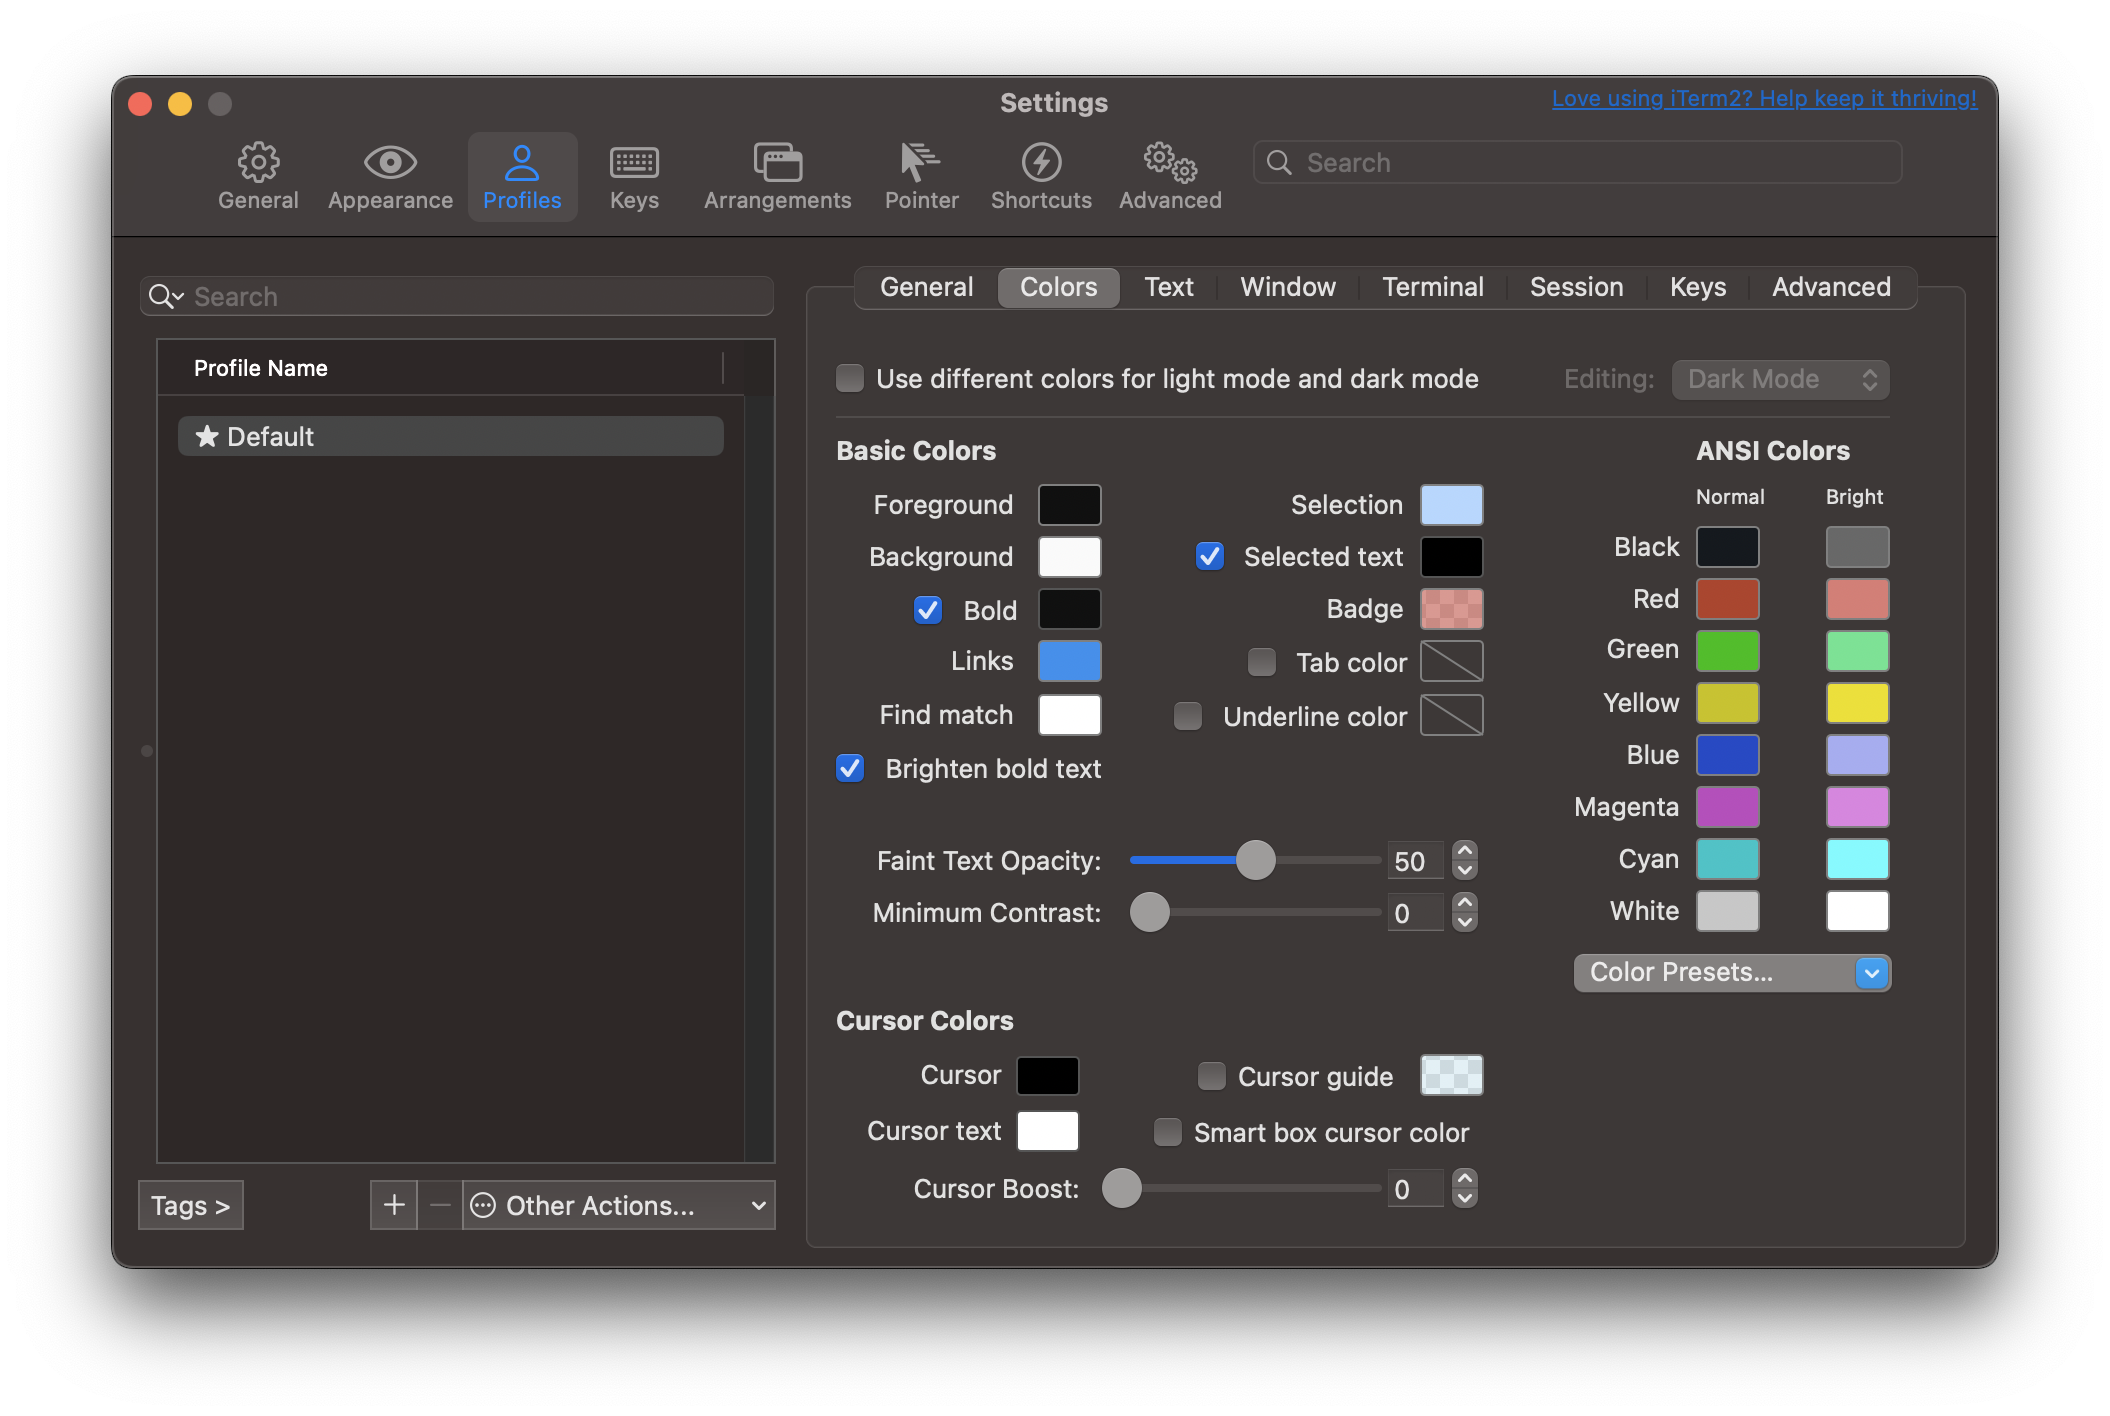 Settings
Love using iTerm2? Help keep it thriving!
General
Appearance
Profiles
Keys
Arrangements
Pointer
Shortcuts
Advanced
Search
Search
Profile Name
★ Default
Tags >
Other Actions...
General
Colors
Text
Window
Terminal
Session
Keys
Advanced
Use different colors for light mode and dark mode
Editing:
Dark Mode
Basic Colors
Foreground
Background
Bold
Links
Find match
Brighten bold text
Selection
Selected text
Badge
Tab color
Underline color
Faint Text Opacity:
50
Minimum Contrast:
0
ANSI Colors
Normal
Bright
Black
Red
Green
Yellow
Blue
Magenta
Cyan
White
Color Presets...
Cursor Colors
Cursor
Cursor guide
Cursor text
Smart box cursor color
Cursor Boost:
0